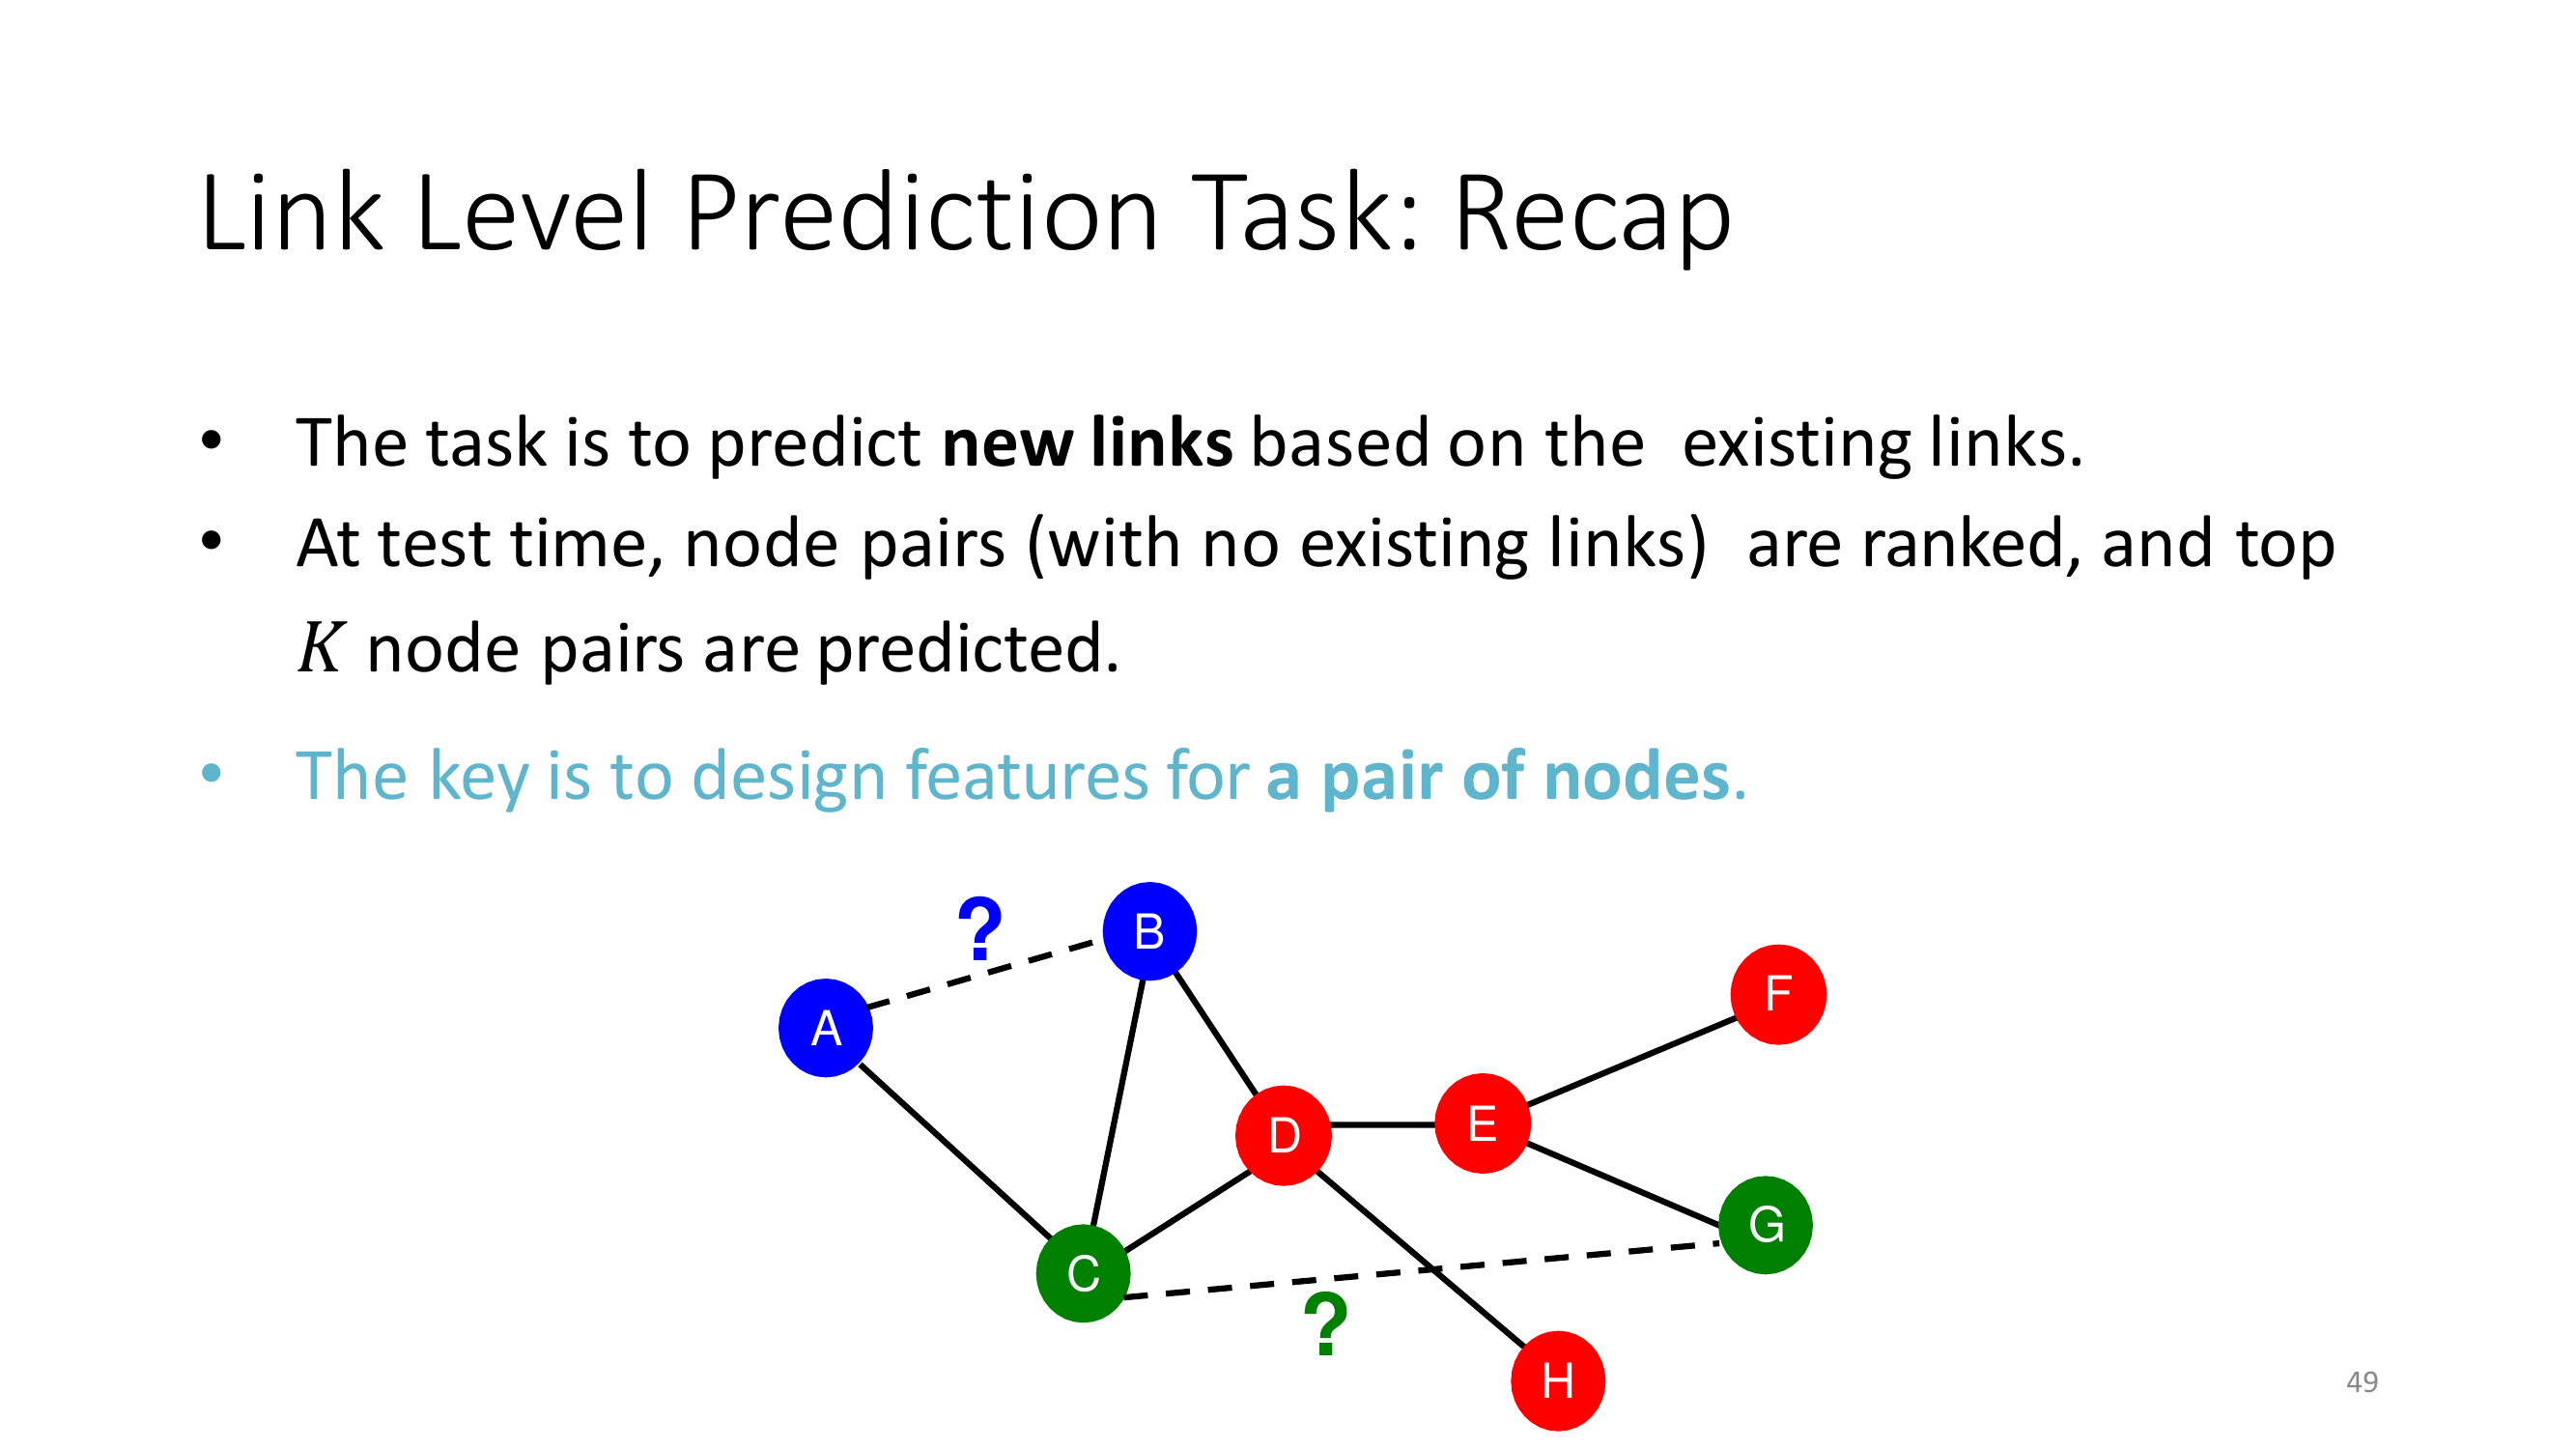 Link Level Prediction Task: Recap
• The task is to predict new links based on the existing links.
• At test time, node pairs (with no existing links) are ranked, and top
K node pairs are predicted.
• The key is to design features for a pair of nodes.
?
B
F
A
D
E
G
C
?
H
49